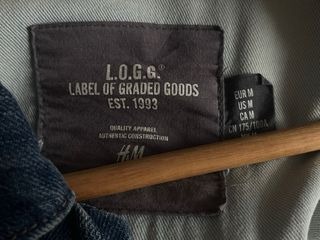 L.O.G.G.®
LABEL OF GRADED GOODS
EST. 1993
QUALITY APPAREL
AUTHENTIC CONSTRUCTION
H&M
EUR M
US M
CA M
CN 175/100A